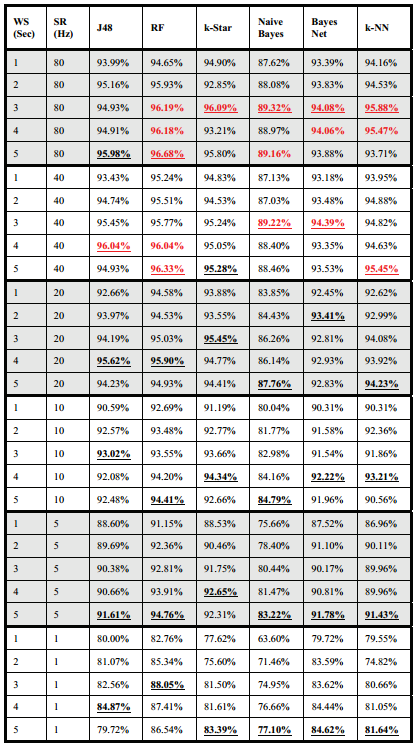 WS (Sec) SR (Hz) J48 RF k-Star Naive Bayes Bayes Net k-NN
1 80 93.99% 94.65% 94.90% 87.62% 93.39% 94.16%
2 80 95.16% 95.93% 92.85% 88.08% 93.83% 94.53%
3 80 94.93% 96.19% 96.09% 89.32% 94.08% 95.88%
4 80 94.91% 96.18% 93.21% 88.97% 94.06% 95.47%
5 80 95.98% 96.68% 95.80% 89.16% 93.88% 93.71%
1 40 93.43% 95.24% 94.83% 87.13% 93.18% 93.95%
2 40 94.74% 95.51% 94.53% 87.03% 93.48% 94.88%
3 40 95.45% 95.77% 95.24% 89.22% 94.39% 94.82%
4 40 96.04% 96.04% 95.05% 88.40% 93.35% 94.63%
5 40 94.93% 96.33% 95.28% 88.46% 93.53% 95.45%
1 20 92.66% 94.58% 93.88% 83.85% 92.45% 92.62%
2 20 93.97% 94.53% 93.55% 84.43% 93.41% 92.99%
3 20 94.19% 95.03% 95.45% 86.26% 92.81% 94.08%
4 20 95.62% 95.90% 94.77% 86.14% 92.93% 93.92%
5 20 94.23% 94.93% 94.41% 87.76% 92.83% 94.23%
1 10 90.59% 92.69% 91.19% 80.04% 90.31% 90.31%
2 10 92.57% 93.48% 92.77% 81.77% 91.58% 92.36%
3 10 93.02% 93.55% 93.66% 82.98% 91.54% 91.86%
4 10 92.08% 94.20% 94.34% 84.16% 92.22% 93.21%
5 10 92.48% 94.41% 92.66% 84.79% 91.96% 90.56%
1 5 88.60% 91.15% 88.53% 75.66% 87.52% 86.96%
2 5 89.69% 92.36% 90.46% 78.40% 91.10% 90.11%
3 5 90.38% 92.81% 91.75% 80.44% 90.17% 89.96%
4 5 90.66% 93.91% 92.65% 81.47% 90.81% 89.96%
5 5 91.61% 94.76% 92.31% 83.22% 91.78% 91.43%
1 1 80.00% 82.76% 77.62% 63.60% 79.72% 79.55%
2 1 81.07% 85.34% 75.60% 71.46% 83.59% 74.82%
3 1 82.56% 88.05% 81.50% 74.95% 83.62% 80.66%
4 1 84.87% 87.41% 81.61% 76.66% 84.44% 81.05%
5 1 79.72% 86.54% 83.39% 77.10% 84.62% 81.64%